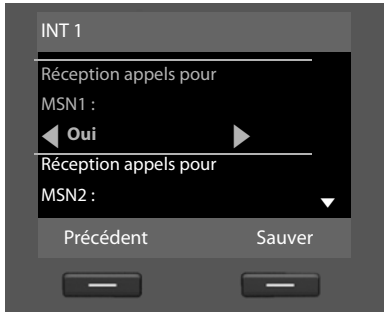 INT 1
Réception appels pour
MSN1 :
Oui
Réception appels pour
MSN2 :
Précédent Sauver